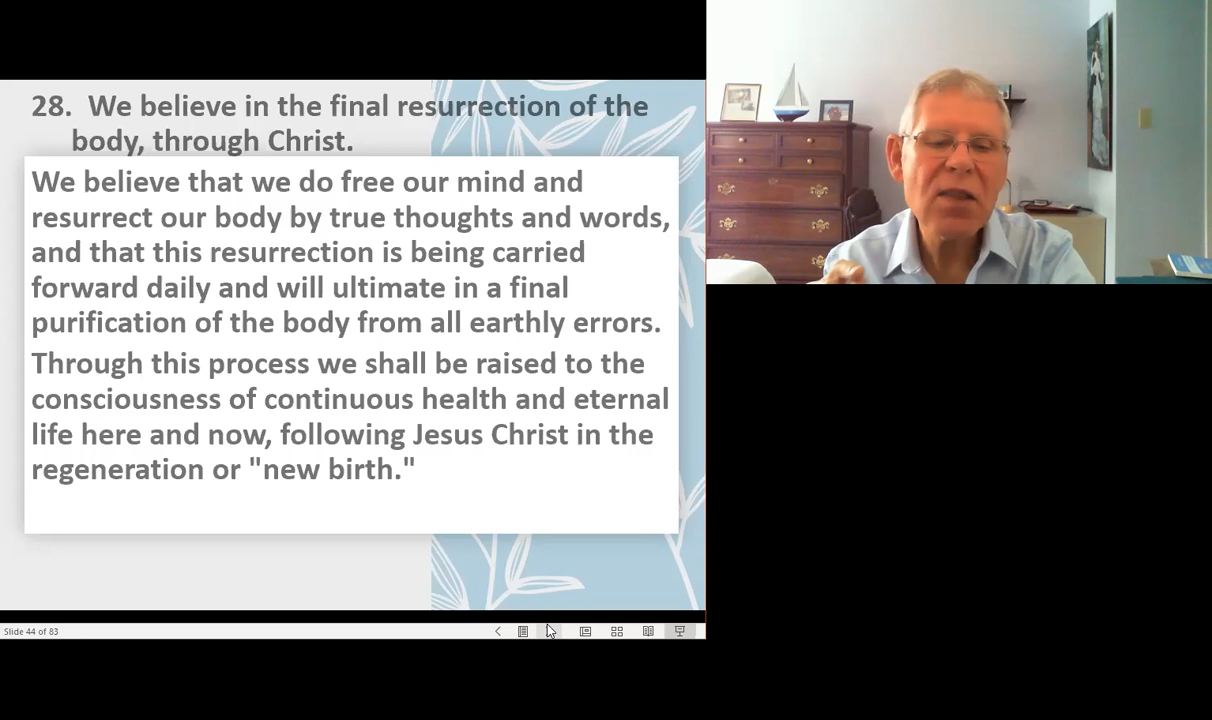 28.  We believe in the final resurrection of the
body, through Christ.
We believe that we do free our mind and
resurrect our body by true thoughts and words,
and that this resurrection is being carried
forward daily and will ultimate in a final
purification of the body from all earthly errors.
Through this process we shall be raised to the
consciousness of continuous health and eternal
life here and now, following Jesus Christ in the
regeneration or "new birth."
Slide 44 of 83